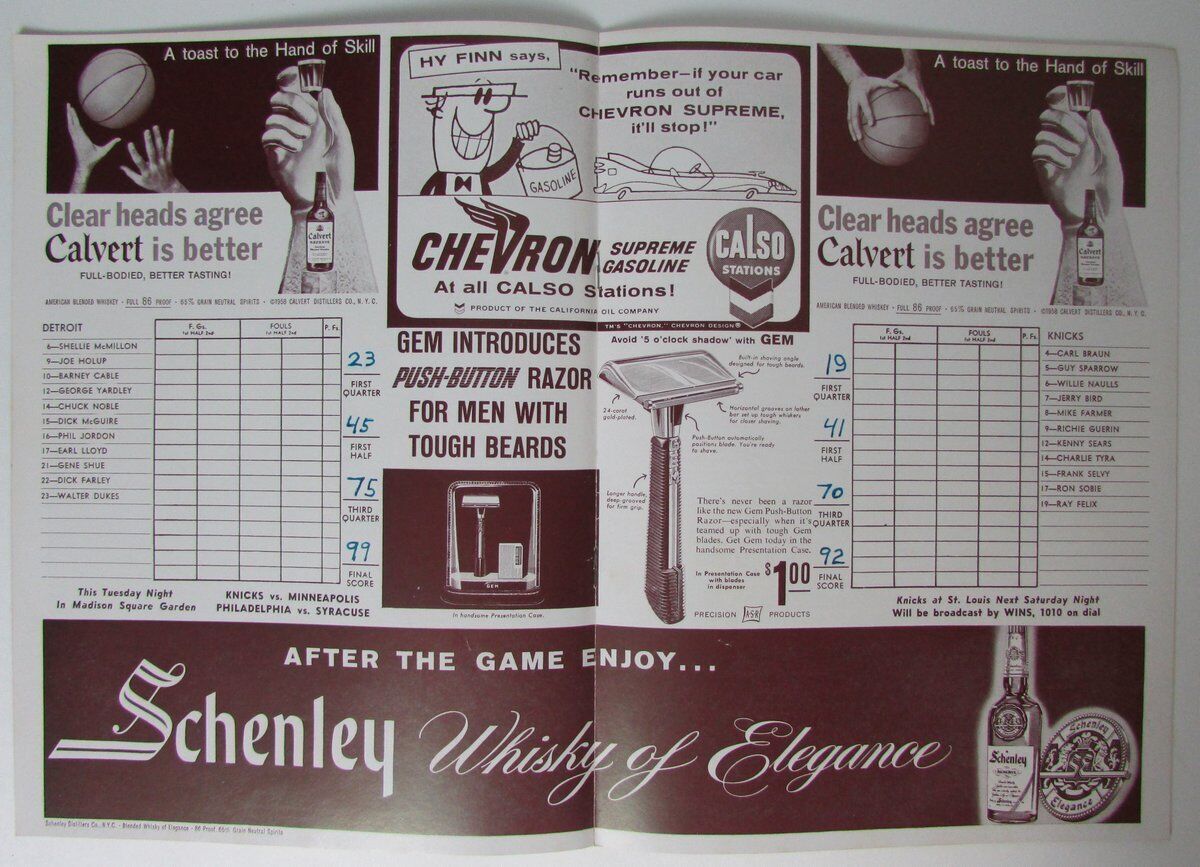 A toast to the Hand of Skill
Clear heads agree
Calvert is better
FULL-BODIED, BETTER TASTING!
AMERICAN BLENDED WHISKEY • FULL 86 PROOF • 65% GRAIN NEUTRAL SPIRITS • ©1958 CALVERT DISTILLERS CO., N. Y. C.
Calvert
RESERVE
HY FINN says,
"Remember—if your car
runs out of
CHEVRON SUPREME,
it'll stop!"
GASOLINE
CHEVRON
SUPREME
GASOLINE
CALSO
STATIONS
At all CALSO Stations!
PRODUCT OF THE CALIFORNIA OIL COMPANY
TM'S "CHEVRON," CHEVRON DESIGN®
A toast to the Hand of Skill
Clear heads agree
Calvert is better
FULL-BODIED, BETTER TASTING!
AMERICAN BLENDED WHISKEY • FULL 86 PROOF • 65% GRAIN NEUTRAL SPIRITS • ©1958 CALVERT DISTILLERS CO., N. Y. C.
Calvert
RESERVE
DETROIT
F. Gs.
1st HALF 2nd
FOULS
1st HALF 2nd
P. Fs.
6—SHELLIE McMILLON
9—JOE HOLUP
10—BARNEY CABLE
12—GEORGE YARDLEY
14—CHUCK NOBLE
15—DICK McGUIRE
16—PHIL JORDON
17—EARL LLOYD
21—GENE SHUE
22—DICK FARLEY
23—WALTER DUKES
23
FIRST
QUARTER
45
FIRST
HALF
75
THIRD
QUARTER
99
FINAL
SCORE
This Tuesday Night
In Madison Square Garden
KNICKS vs. MINNEAPOLIS
PHILADELPHIA vs. SYRACUSE
GEM INTRODUCES
PUSH-BUTTON RAZOR
FOR MEN WITH
TOUGH BEARDS
GEM
In handsome Presentation Case.
Avoid '5 o'clock shadow' with GEM
Built-in shaving angle
designed for tough beards.
24-carat
gold-plated.
Horizontal grooves on lather
bar set up tough whiskers
for closer shaving.
Push-Button automatically
positions blade. You're ready
to shave.
Longer handle,
deep-grooved
for firm grip.
There's never been a razor
like the new Gem Push-Button
Razor—especially when it's
teamed up with tough Gem
blades. Get Gem today in the
handsome Presentation Case.
In Presentation Case
with blades
in dispenser
$1.00
PRECISION ASR PRODUCTS
19
FIRST
QUARTER
41
FIRST
HALF
70
THIRD
QUARTER
92
FINAL
SCORE
F. Gs.
1st HALF 2nd
FOULS
1st HALF 2nd
P. Fs.
KNICKS
4—CARL BRAUN
5—GUY SPARROW
6—WILLIE NAULLS
7—JERRY BIRD
8—MIKE FARMER
9—RICHIE GUERIN
12—KENNY SEARS
14—CHARLIE TYRA
15—FRANK SELVY
17—RON SOBIE
19—RAY FELIX
Knicks at St. Louis Next Saturday Night
Will be broadcast by WINS, 1010 on dial
AFTER THE GAME ENJOY...
Schenley Whisky of Elegance
Schenley
RESERVE
Schenley
Elegance
Schenley Distillers Co., N.Y.C. - Blended Whisky of Elegance - 86 Proof. 65% Grain Neutral Spirits